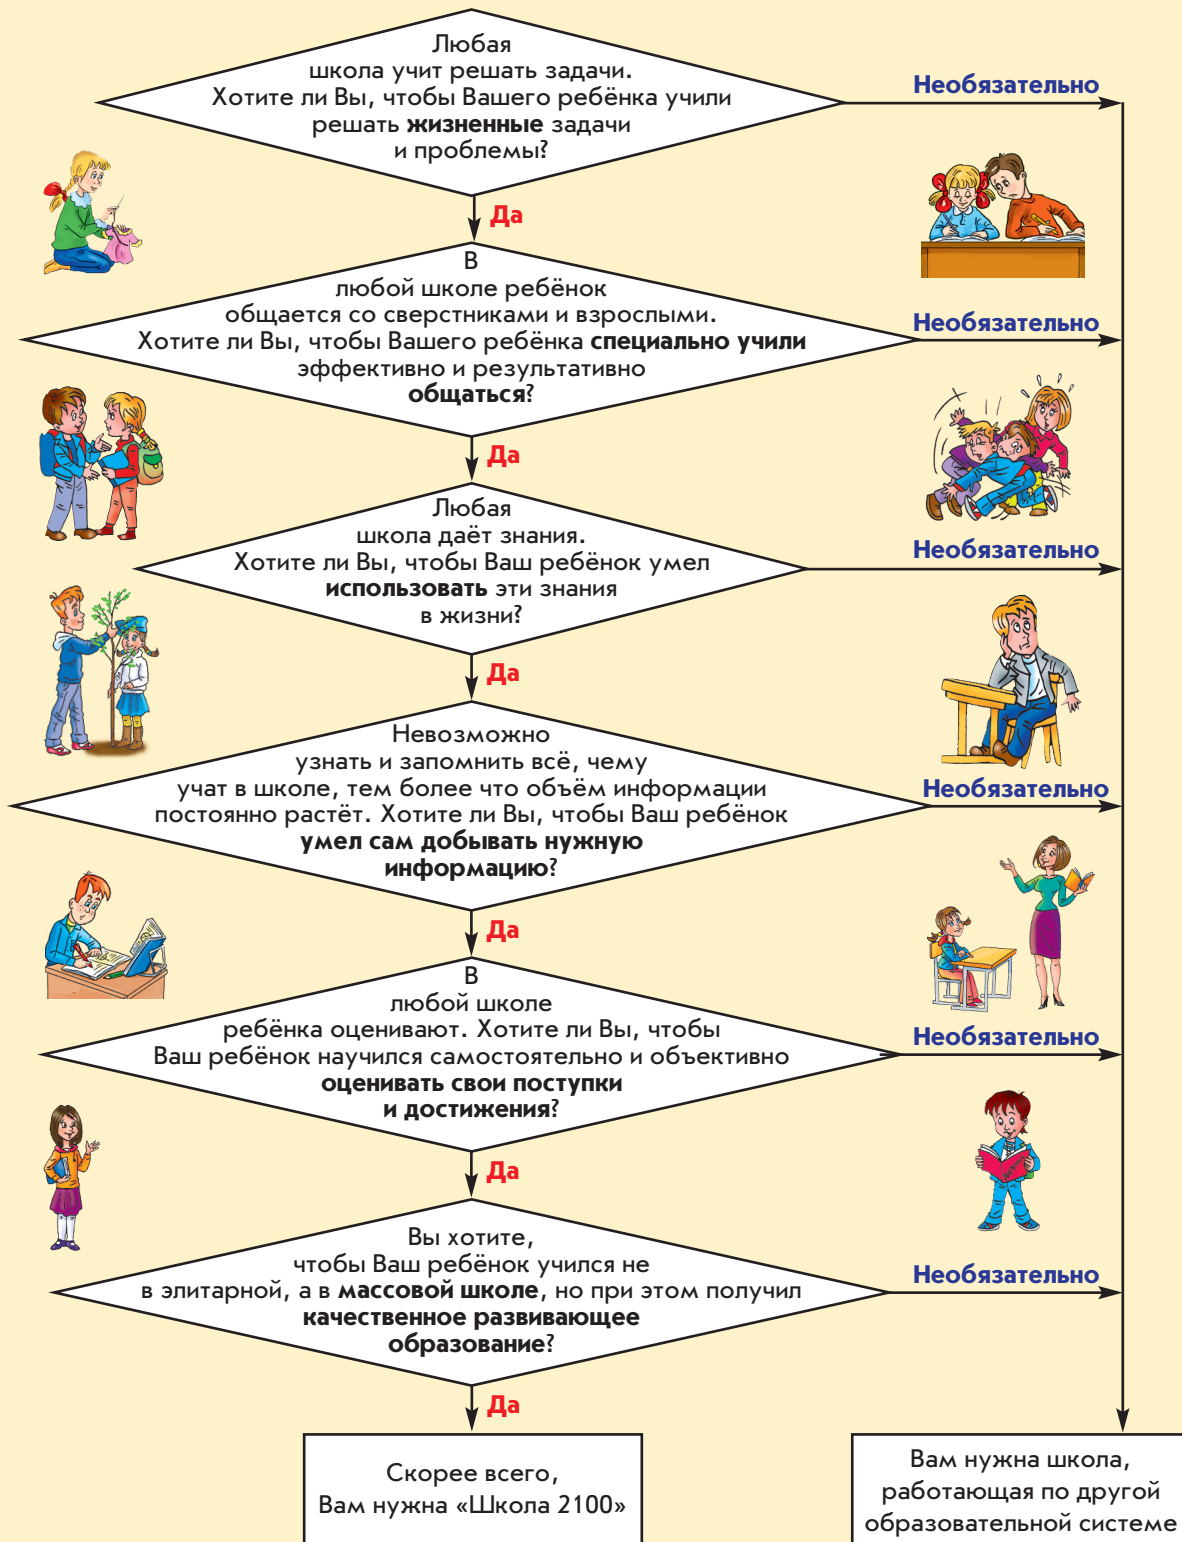 Любая
школа учит решать задачи.
Хотите ли Вы, чтобы Вашего ребёнка учили
решать жизненные задачи
и проблемы?
Необязательно
Да
В
любой школе ребёнок
общается со сверстниками и взрослыми.
Хотите ли Вы, чтобы Вашего ребёнка специально учили
эффективно и результативно
общаться?
Необязательно
Да
Любая
школа даёт знания.
Хотите ли Вы, чтобы Ваш ребёнок умел
использовать эти знания
в жизни?
Необязательно
Да
Невозможно
узнать и запомнить всё, чему
учат в школе, тем более что объём информации
постоянно растёт. Хотите ли Вы, чтобы Ваш ребёнок
умел сам добывать нужную
информацию?
Необязательно
Да
В
любой школе
ребёнка оценивают. Хотите ли Вы, чтобы
Ваш ребёнок научился самостоятельно и объективно
оценивать свои поступки
и достижения?
Необязательно
Да
Вы хотите,
чтобы Ваш ребёнок учился не
в элитарной, а в массовой школе, но при этом получил
качественное развивающее
образование?
Необязательно
Да
Скорее всего,
Вам нужна «Школа 2100»
Вам нужна школа,
работающая по другой
образовательной системе